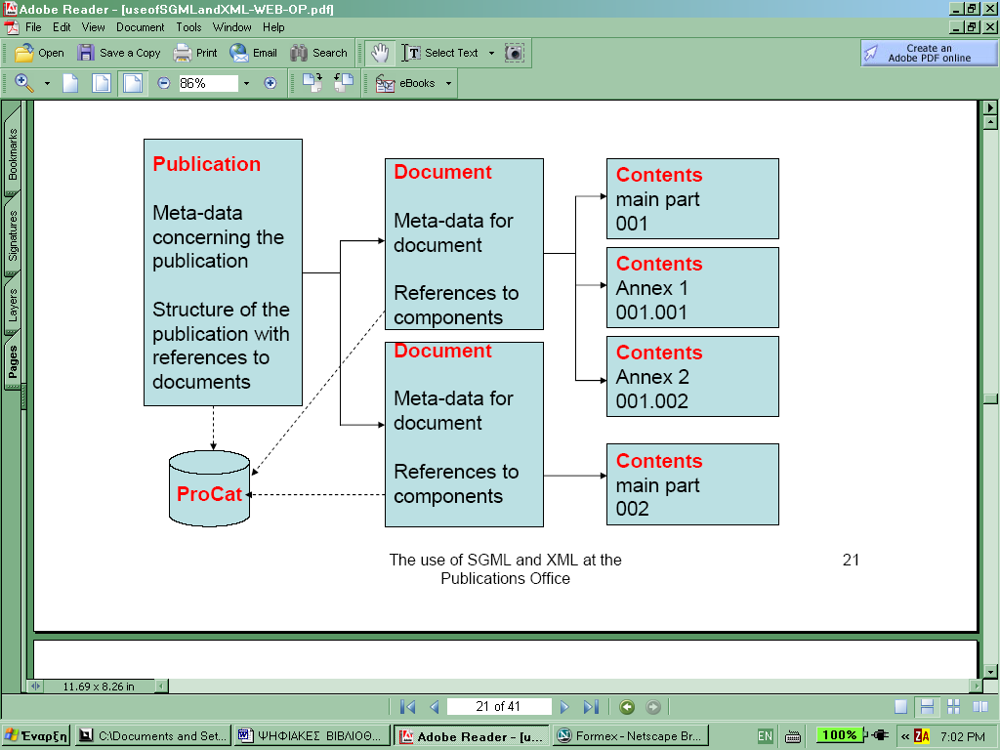 Adobe Reader - [useofSGMLandXML-WEB-OP.pdf]
File Edit View Document Tools Window Help
Open Save a Copy Print Email Search Select Text
Create an
Adobe PDF online
86% eBooks
Bookmarks
Signatures
Layers
Pages
Publication
Meta-data
concerning the
publication
Structure of the
publication with
references to
documents
ProCat
Document
Meta-data for
document
References to
components
Document
Meta-data for
document
References to
components
Contents
main part
001
Contents
Annex 1
001.001
Contents
Annex 2
001.002
Contents
main part
002
The use of SGML and XML at the
Publications Office
21
11.69 x 8.26 in
21 of 41
Έναρξη C:\Documents and Set... ΨΗΦΙΑΚΕΣ ΒΙΒΛΙΟΘ... Adobe Reader - [u... Formex - Netscape Br... EN 100% « ZA 7:02 PM